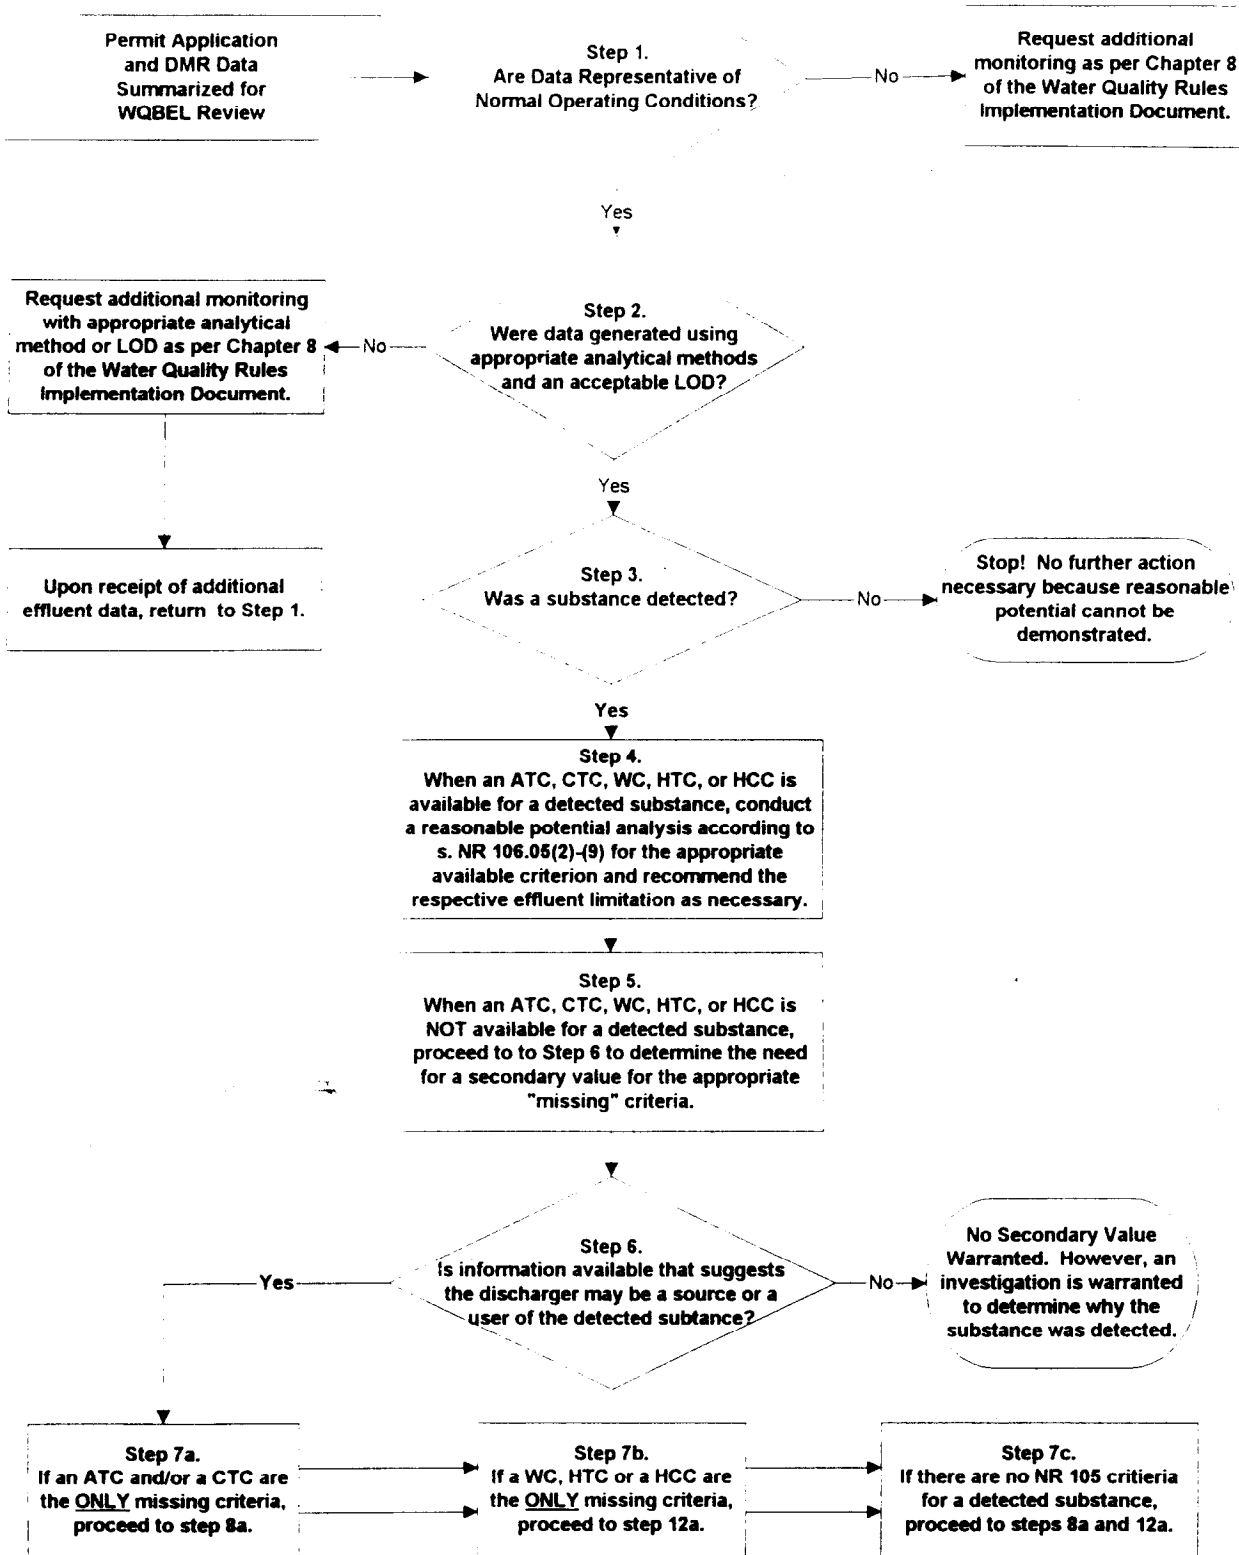 Permit Application
and DMR Data
Summarized for
WQBEL Review
Step 1.
Are Data Representative of
Normal Operating Conditions?
No
Request additional
monitoring as per Chapter 8
of the Water Quality Rules
Implementation Document.
Yes
Request additional monitoring
with appropriate analytical
method or LOD as per Chapter 8
of the Water Quality Rules
Implementation Document.
No
Step 2.
Were data generated using
appropriate analytical methods
and an acceptable LOD?
Yes
Upon receipt of additional
effluent data, return to Step 1.
Step 3.
Was a substance detected?
No
Stop! No further action
necessary because reasonable
potential cannot be
demonstrated.
Yes
Step 4.
When an ATC, CTC, WC, HTC, or HCC is
available for a detected substance, conduct
a reasonable potential analysis according to
s. NR 106.05(2)-(9) for the appropriate
available criterion and recommend the
respective effluent limitation as necessary.
Step 5.
When an ATC, CTC, WC, HTC, or HCC is
NOT available for a detected substance,
proceed to to Step 6 to determine the need
for a secondary value for the appropriate
"missing" criteria.
Yes
Step 6.
Is information available that suggests
the discharger may be a source or a
user of the detected subtance?
No
No Secondary Value
Warranted. However, an
investigation is warranted
to determine why the
substance was detected.
Step 7a.
If an ATC and/or a CTC are
the ONLY missing criteria,
proceed to step 8a.
Step 7b.
If a WC, HTC or a HCC are
the ONLY missing criteria,
proceed to step 12a.
Step 7c.
If there are no NR 105 critieria
for a detected substance,
proceed to steps 8a and 12a.